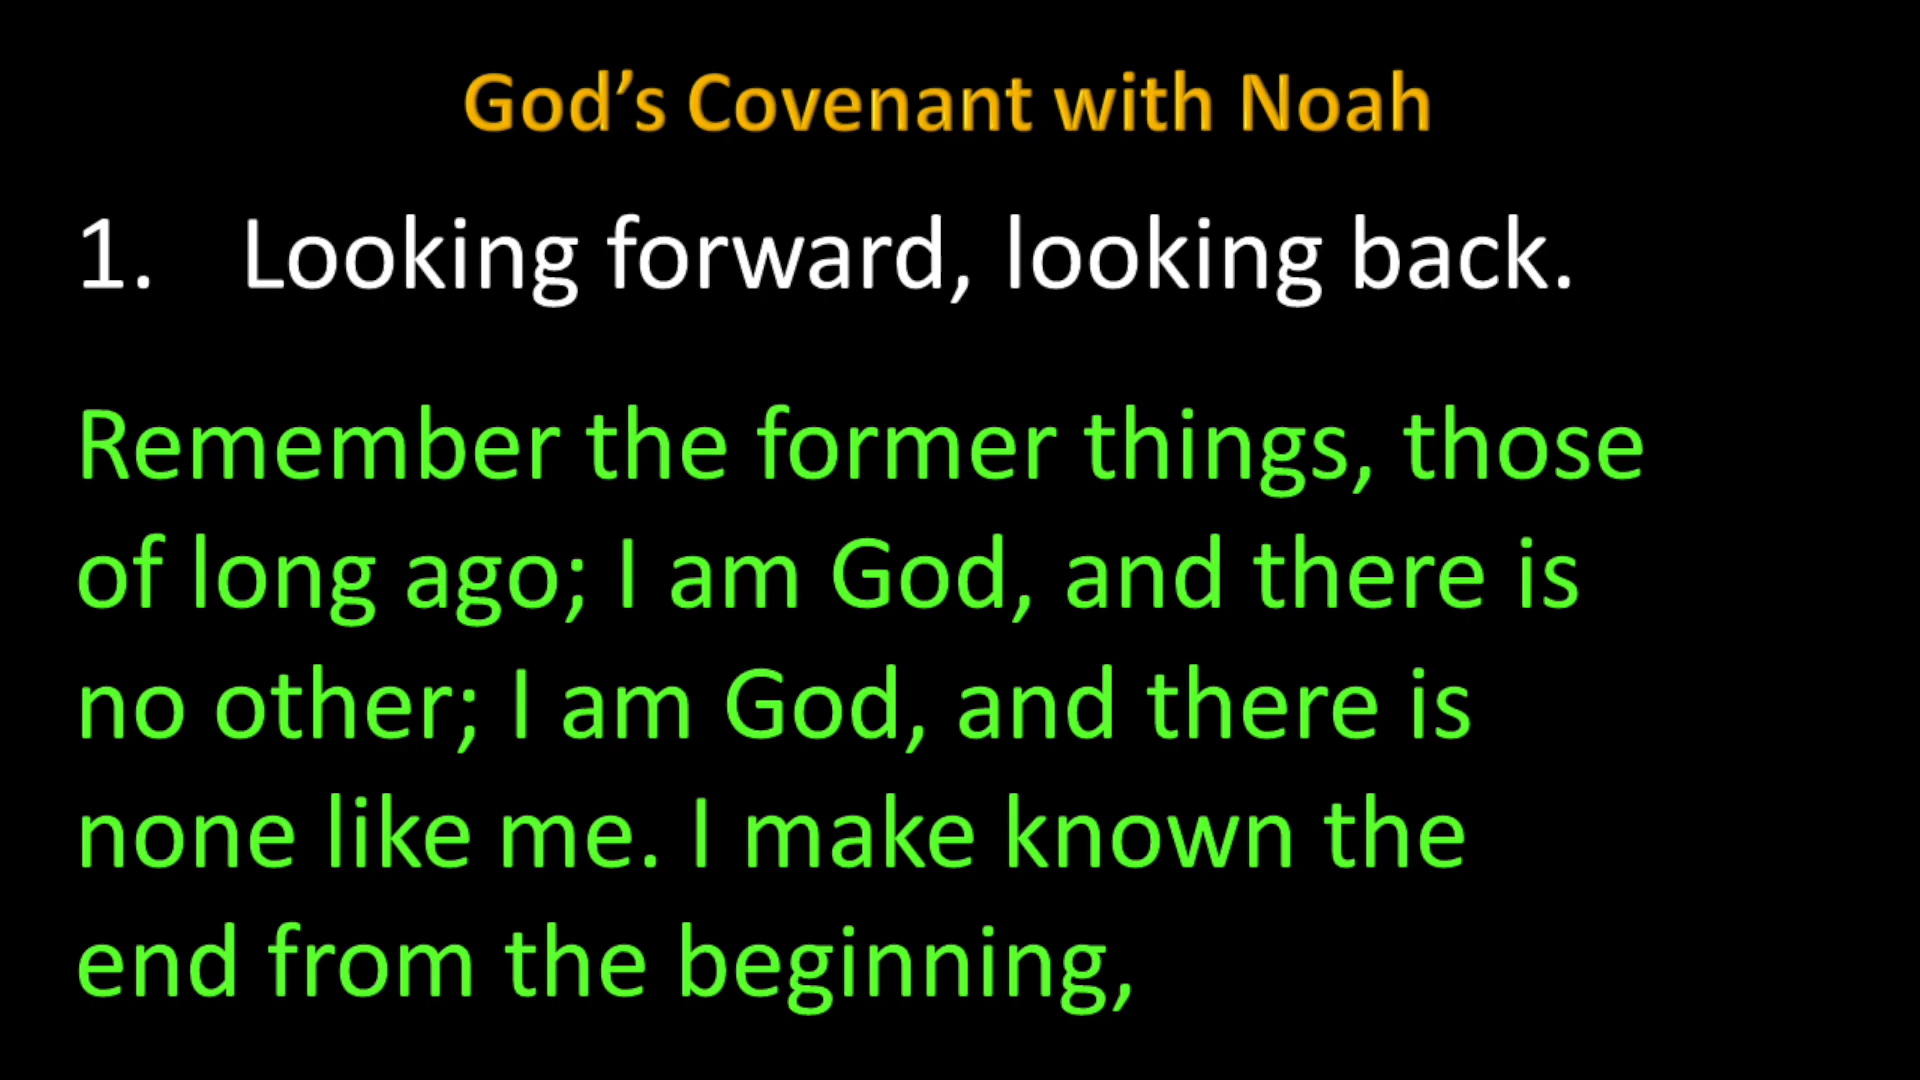 God’s Covenant with Noah
1. Looking forward, looking back.
Remember the former things, those
of long ago; I am God, and there is
no other; I am God, and there is
none like me. I make known the
end from the beginning,